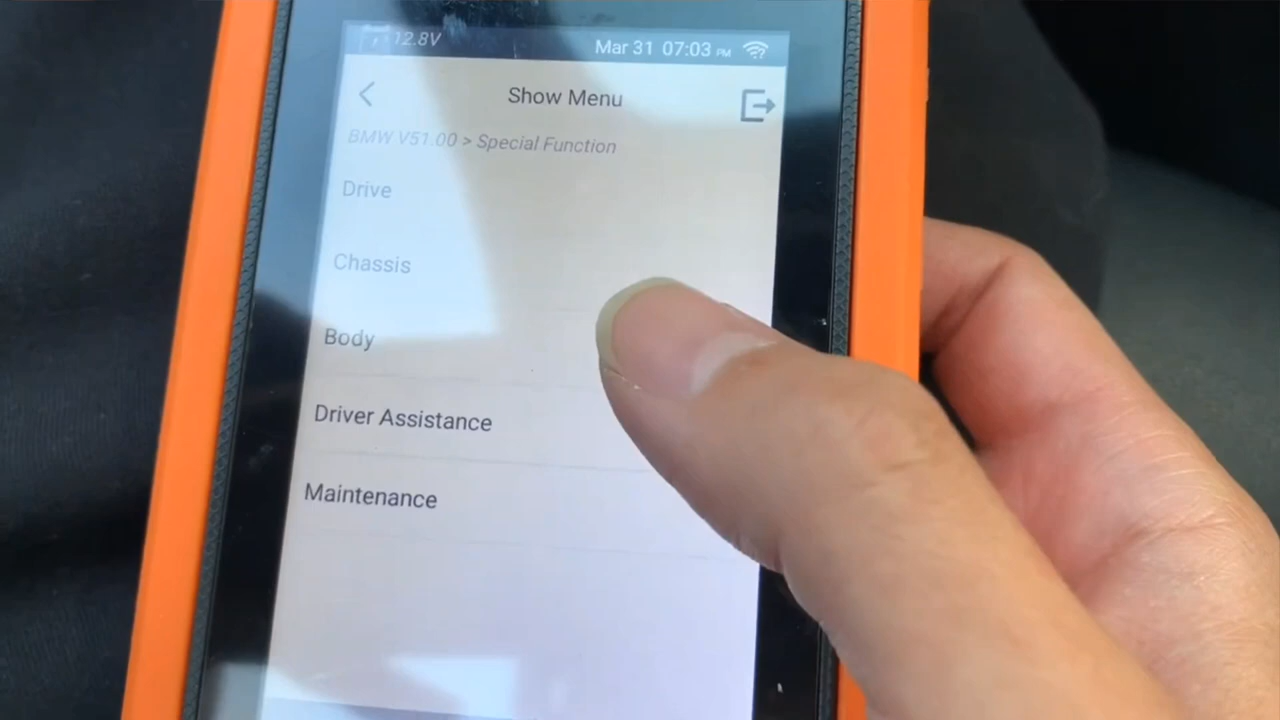 12.8V
Mar 31 07:03 PM
Show Menu
BMW V51.00 > Special Function
Drive
Chassis
Body
Driver Assistance
Maintenance